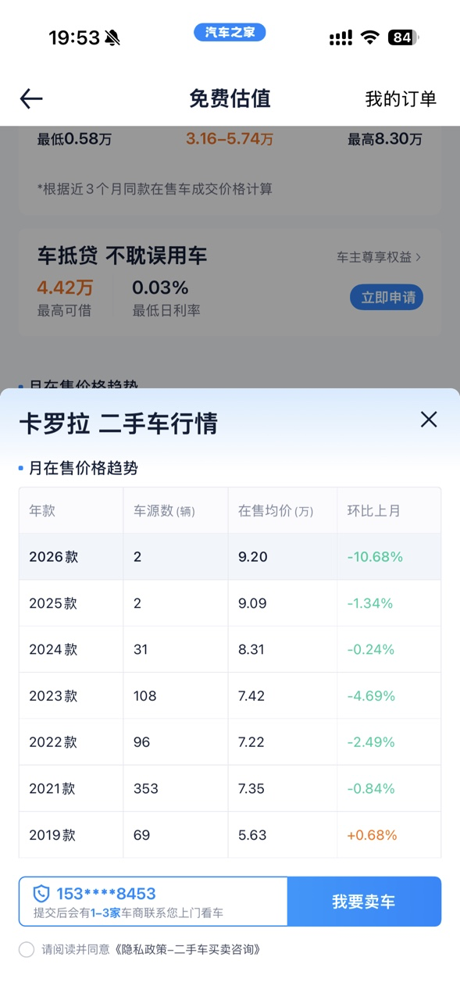 19:53
汽车之家
84
免费估值
我的订单
最低0.58万
3.16–5.74万
最高8.30万
*根据近3个月同款在售车成交价格计算
车抵贷 不耽误用车
车主尊享权益
4.42万
0.03%
最高可借
最低日利率
立即申请
月在售价格趋势
卡罗拉 二手车行情
月在售价格趋势
年款 车源数(辆) 在售均价(万) 环比上月
2026款 2 9.20 -10.68%
2025款 2 9.09 -1.34%
2024款 31 8.31 -0.24%
2023款 108 7.42 -4.69%
2022款 96 7.22 -2.49%
2021款 353 7.35 -0.84%
2019款 69 5.63 +0.68%
153****8453
提交后会有1–3家车商联系您上门看车
我要卖车
请阅读并同意《隐私政策–二手车买卖咨询》